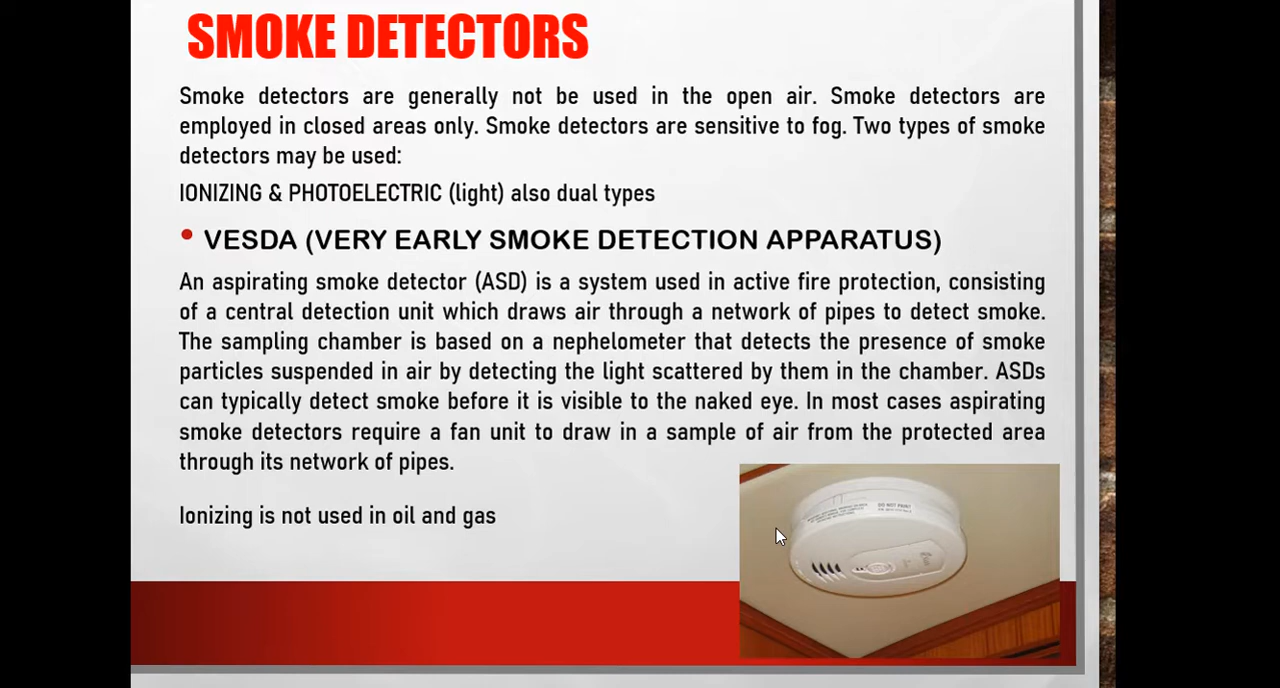 SMOKE DETECTORS
Smoke detectors are generally not be used in the open air. Smoke detectors are
employed in closed areas only. Smoke detectors are sensitive to fog. Two types of smoke
detectors may be used:
IONIZING & PHOTOELECTRIC (light) also dual types
• VESDA (VERY EARLY SMOKE DETECTION APPARATUS)
An aspirating smoke detector (ASD) is a system used in active fire protection, consisting
of a central detection unit which draws air through a network of pipes to detect smoke.
The sampling chamber is based on a nephelometer that detects the presence of smoke
particles suspended in air by detecting the light scattered by them in the chamber. ASDs
can typically detect smoke before it is visible to the naked eye. In most cases aspirating
smoke detectors require a fan unit to draw in a sample of air from the protected area
through its network of pipes.
Ionizing is not used in oil and gas
DO NOT PAINT